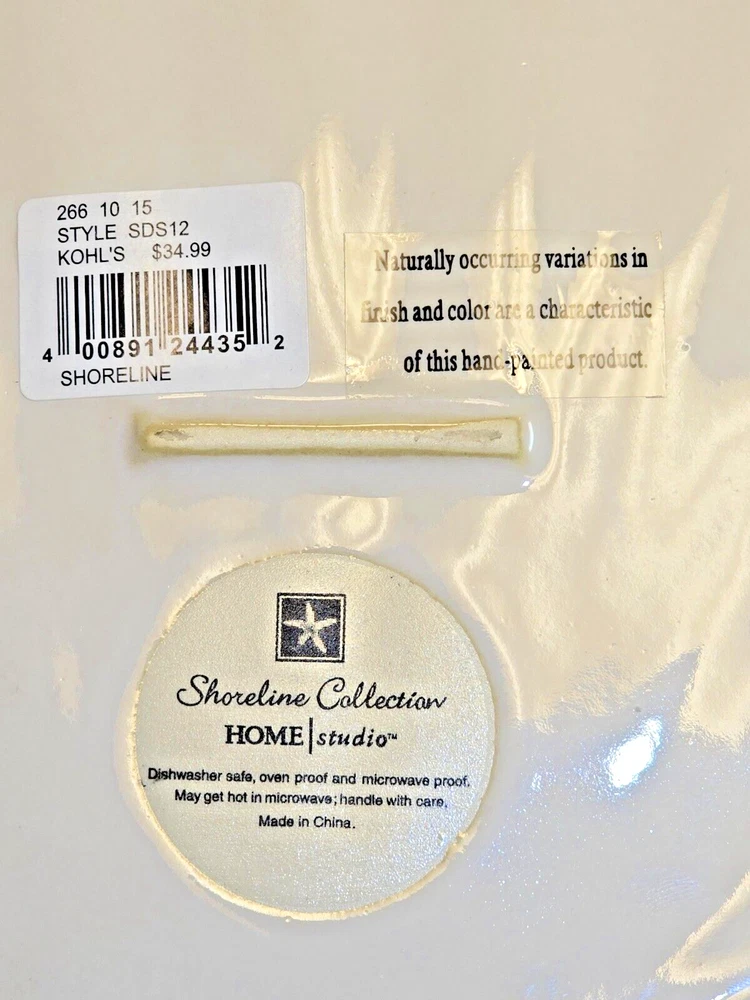 266 10 15
STYLE SDS12
KOHL'S $34.99
4 00891 24435 2
SHORELINE
Naturally occurring variations in
finish and color are a characteristic
of this hand-painted product.
Shoreline Collection
HOME|studio™
Dishwasher safe, oven proof and microwave proof.
May get hot in microwave; handle with care.
Made in China.